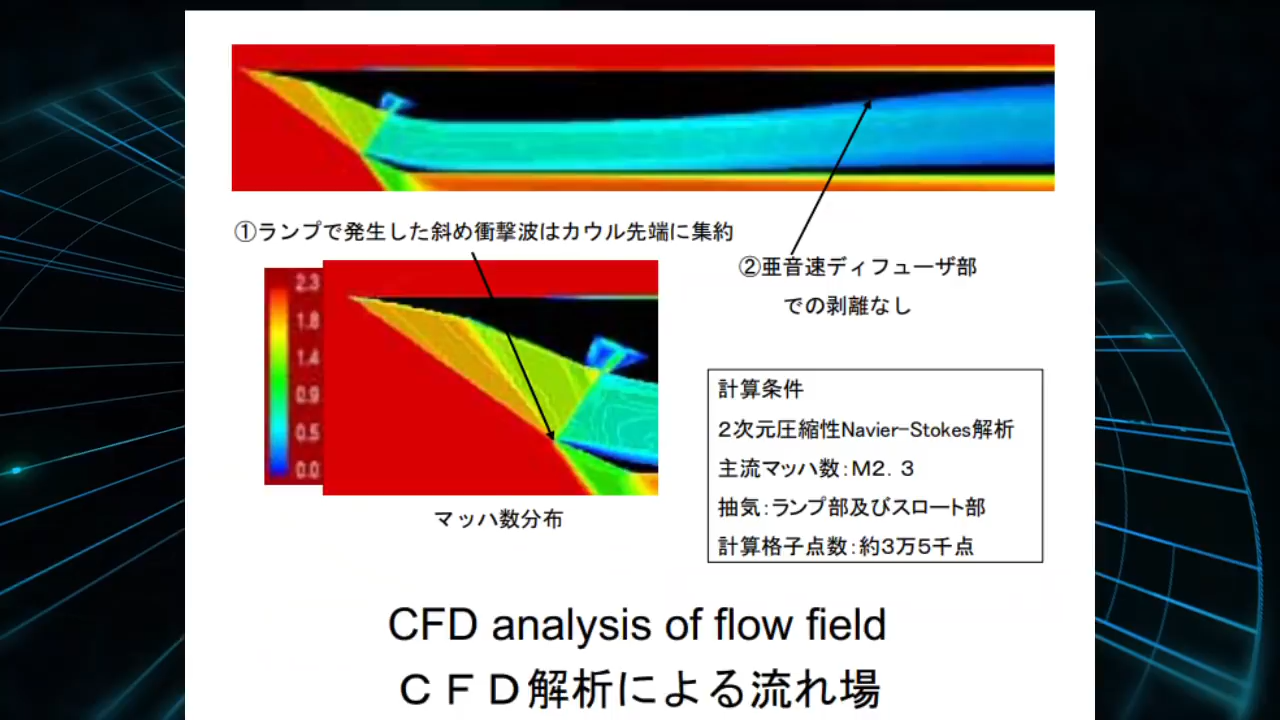 ①ランプで発生した斜め衝撃波はカウル先端に集約
②亜音速ディフューザ部
での剥離なし
2.3
1.8
1.4
0.9
0.5
0.0
マッハ数分布
計算条件
２次元圧縮性Navier−Stokes解析
主流マッハ数：Ｍ２．３
抽気：ランプ部及びスロート部
計算格子点数：約３万５千点
CFD analysis of flow field
ＣＦＤ解析による流れ場